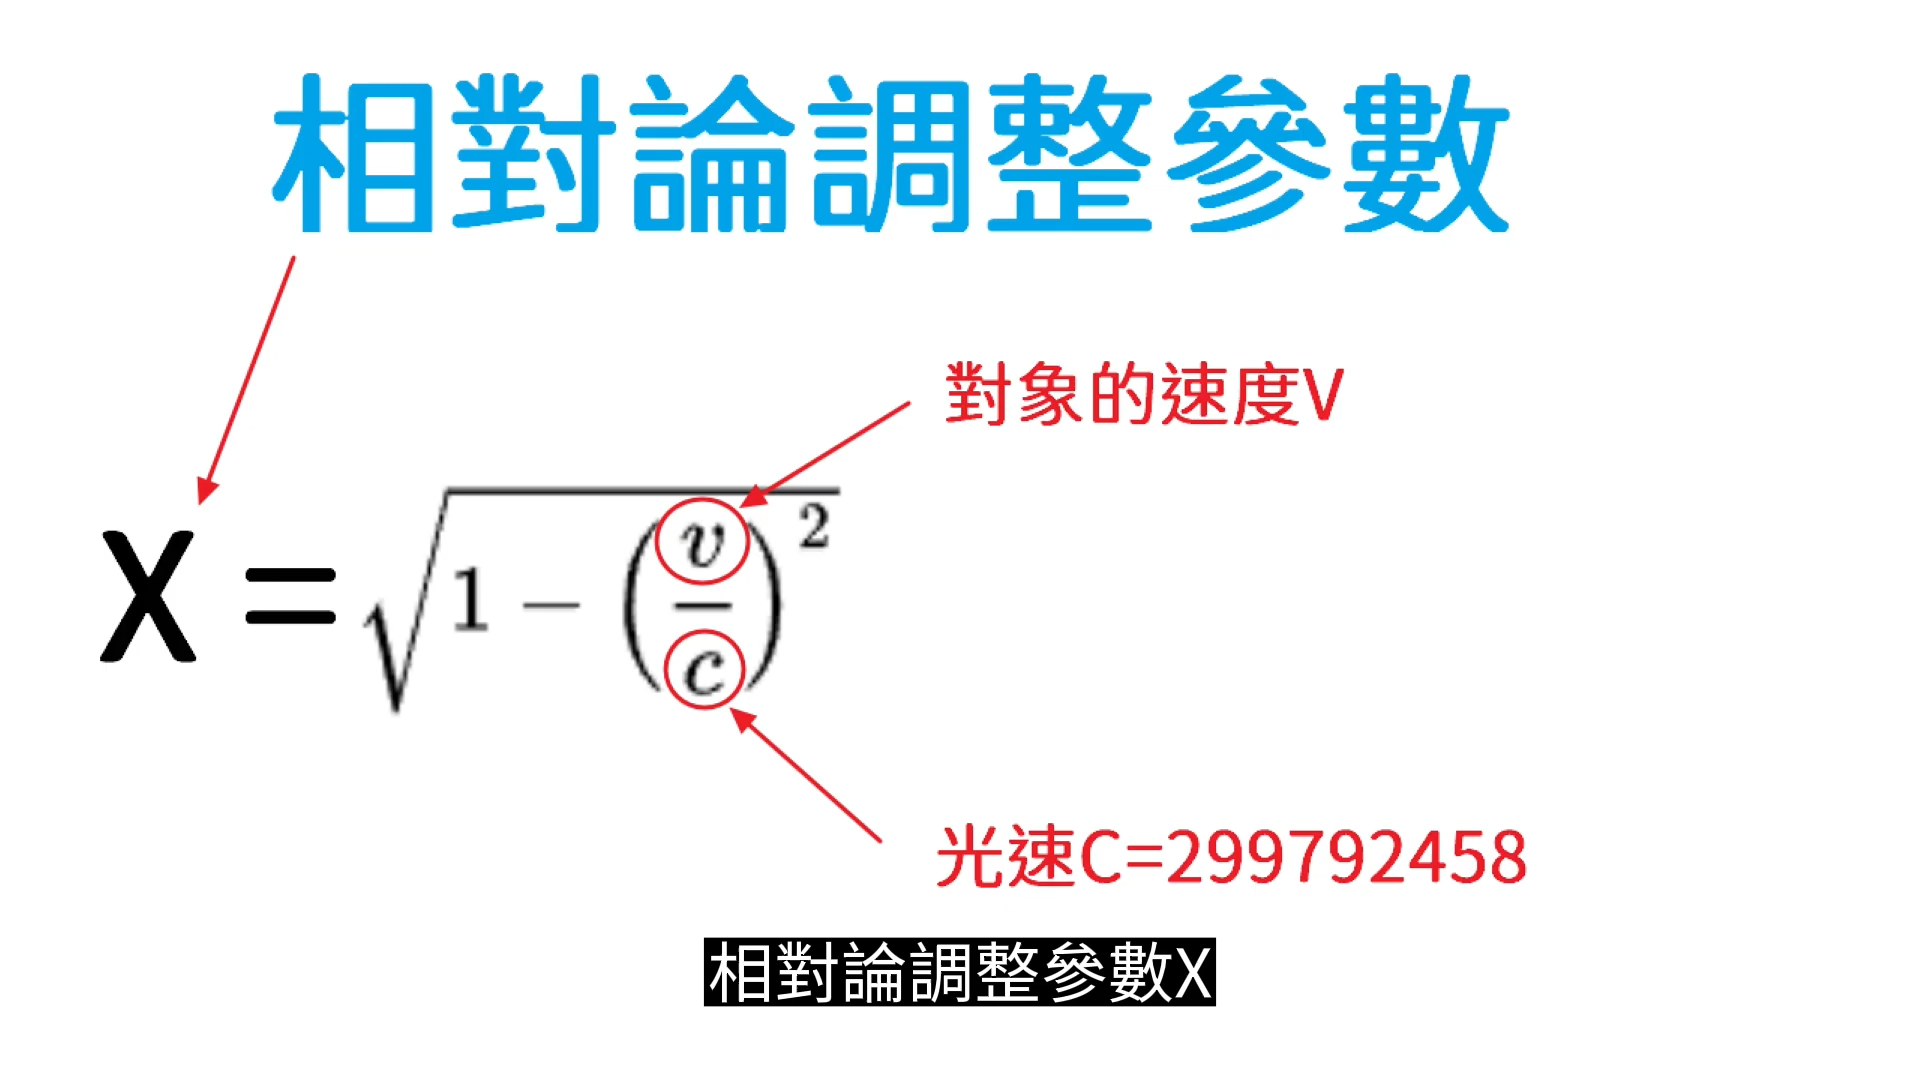 相對論調整參數
對象的速度V
X = √1 − (v/c)²
光速C=299792458
相對論調整參數X